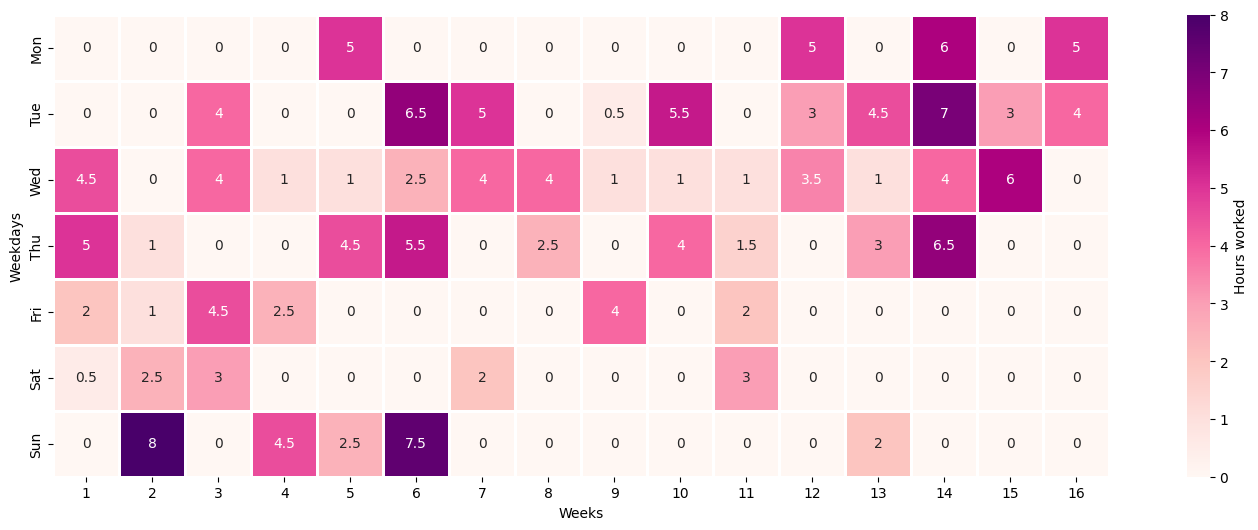 Mon 0 0 0 0 5 0 0 0 0 0 0 5 0 6 0 5
Tue 0 0 4 0 0 6.5 5 0 0.5 5.5 0 3 4.5 7 3 4
Wed 4.5 0 4 1 1 2.5 4 4 1 1 1 3.5 1 4 6 0
Thu 5 1 0 0 4.5 5.5 0 2.5 0 4 1.5 0 3 6.5 0 0
Fri 2 1 4.5 2.5 0 0 0 0 4 0 2 0 0 0 0 0
Sat 0.5 2.5 3 0 0 0 2 0 0 0 3 0 0 0 0 0
Sun 0 8 0 4.5 2.5 7.5 0 0 0 0 0 0 2 0 0 0
1 2 3 4 5 6 7 8 9 10 11 12 13 14 15 16
Weeks
Weekdays
8
7
6
5
4
3
2
1
0
Hours worked